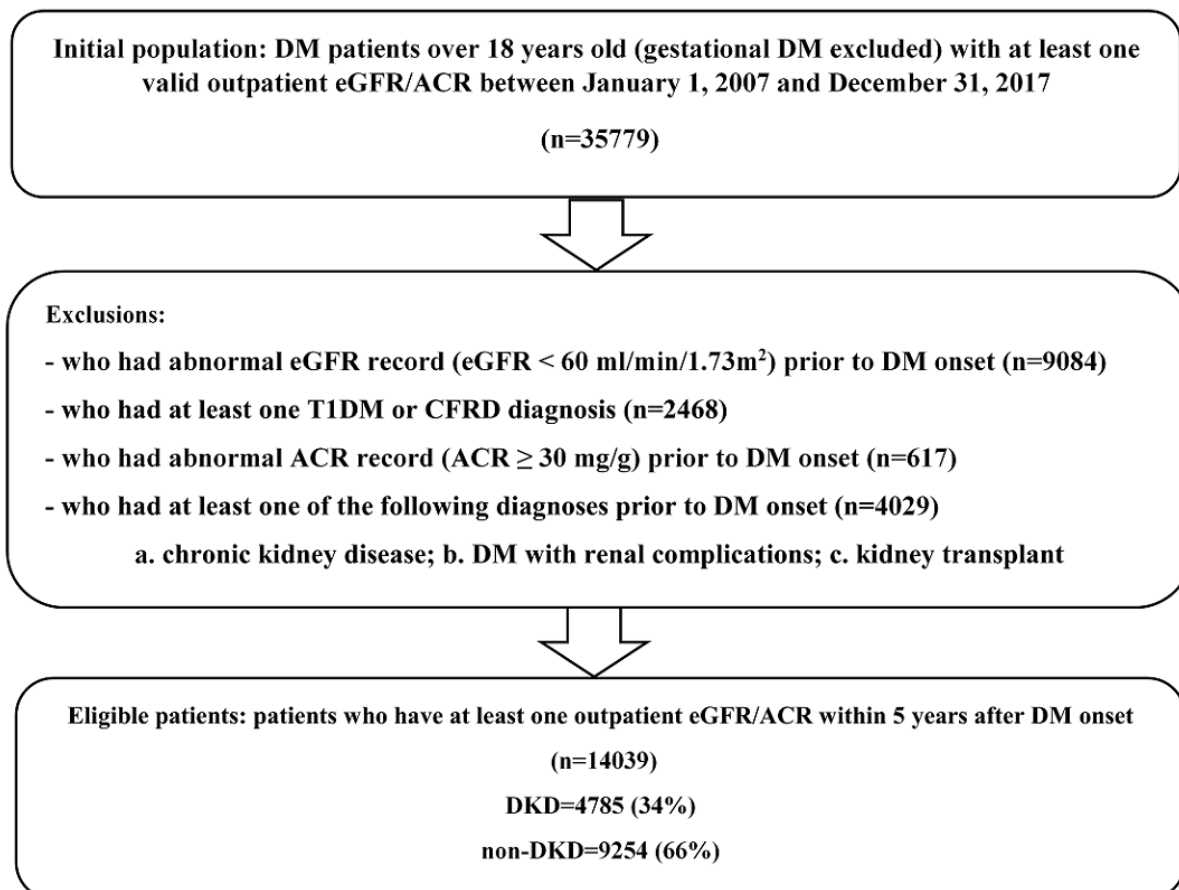 Initial population: DM patients over 18 years old (gestational DM excluded) with at least one
valid outpatient eGFR/ACR between January 1, 2007 and December 31, 2017
(n=35779)
Exclusions:
- who had abnormal eGFR record (eGFR < 60 ml/min/1.73m²) prior to DM onset (n=9084)
- who had at least one T1DM or CFRD diagnosis (n=2468)
- who had abnormal ACR record (ACR ≥ 30 mg/g) prior to DM onset (n=617)
- who had at least one of the following diagnoses prior to DM onset (n=4029)
a. chronic kidney disease; b. DM with renal complications; c. kidney transplant
Eligible patients: patients who have at least one outpatient eGFR/ACR within 5 years after DM onset
(n=14039)
DKD=4785 (34%)
non-DKD=9254 (66%)